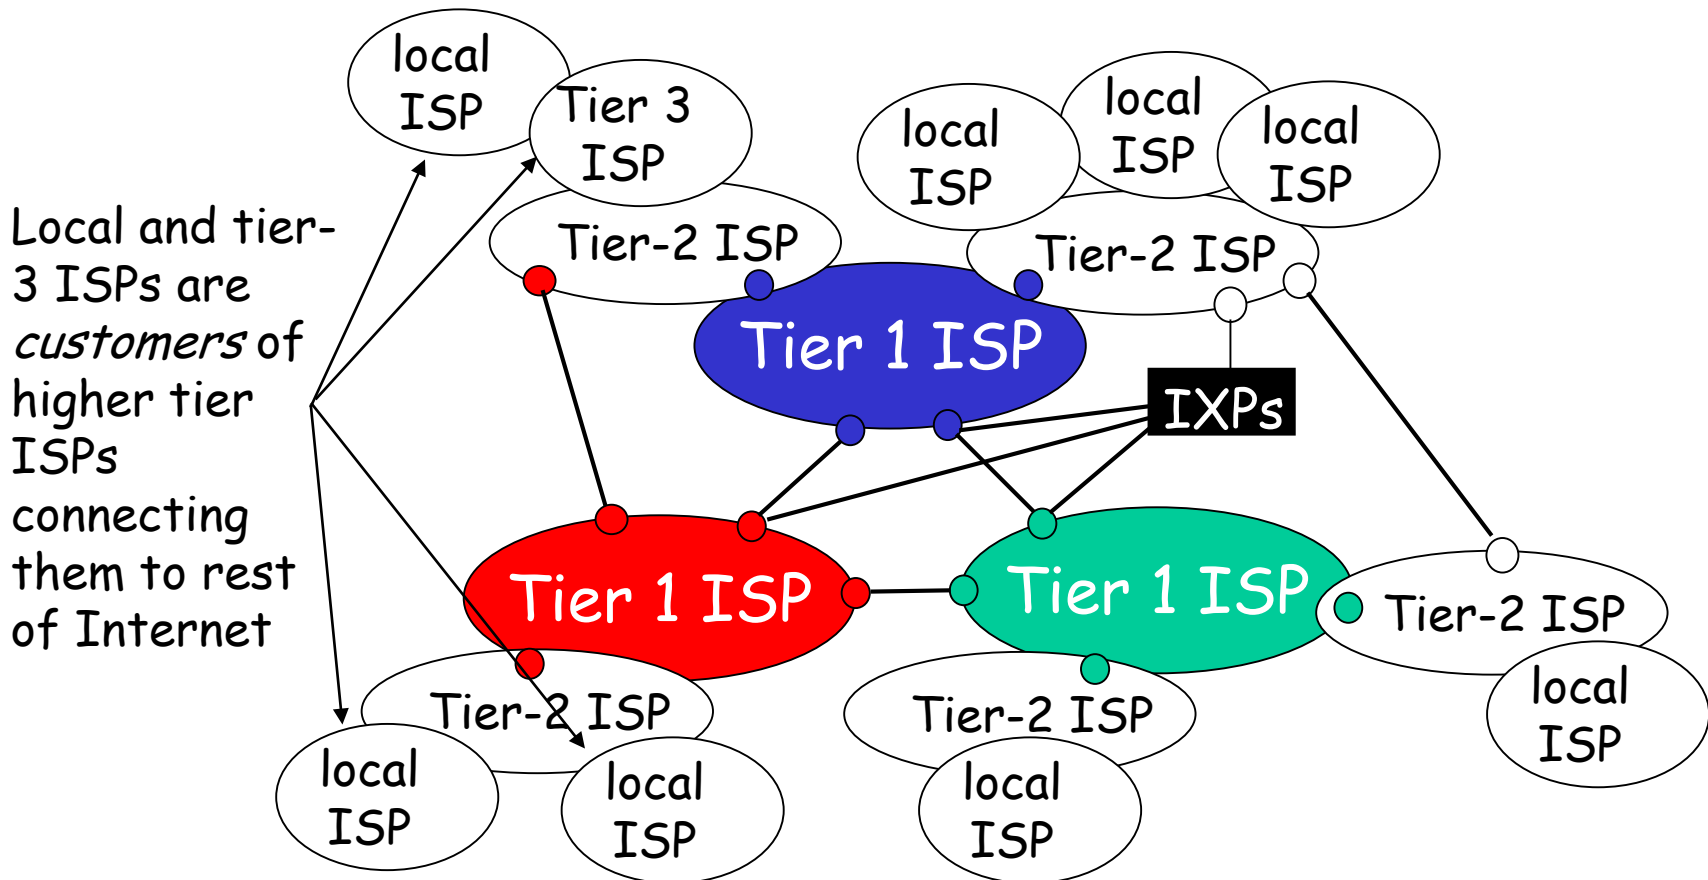 local
ISP
Tier 3
ISP
local
ISP
local
ISP
local
ISP
Local and tier-
3 ISPs are
customers of
higher tier
ISPs
connecting
them to rest
of Internet
Tier-2 ISP
Tier-2 ISP
Tier 1 ISP
IXPs
Tier 1 ISP
Tier 1 ISP
Tier-2 ISP
Tier-2 ISP
Tier-2 ISP
local
ISP
local
ISP
local
ISP
local
ISP